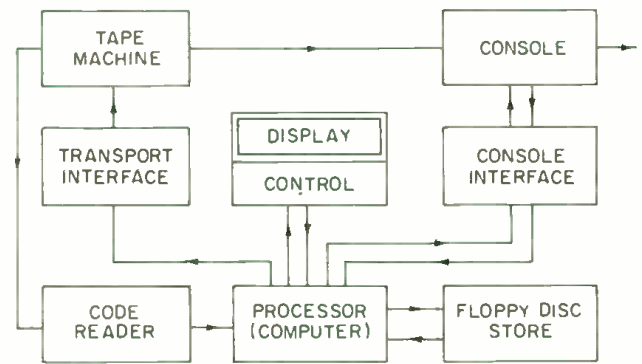 TAPE
MACHINE
CONSOLE
DISPLAY
CONTROL
TRANSPORT
INTERFACE
CONSOLE
INTERFACE
CODE
READER
PROCESSOR
(COMPUTER)
FLOPPY DISC
STORE